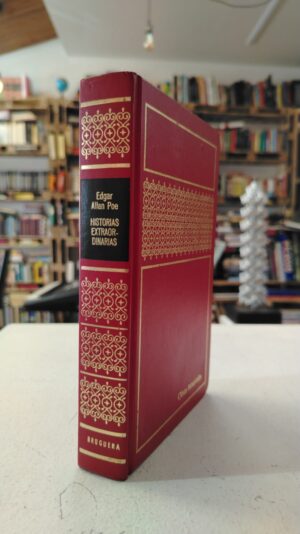 Edgar
Allan Poe
HISTORIAS
EXTRAOR-
DINARIAS
BRUGUERA